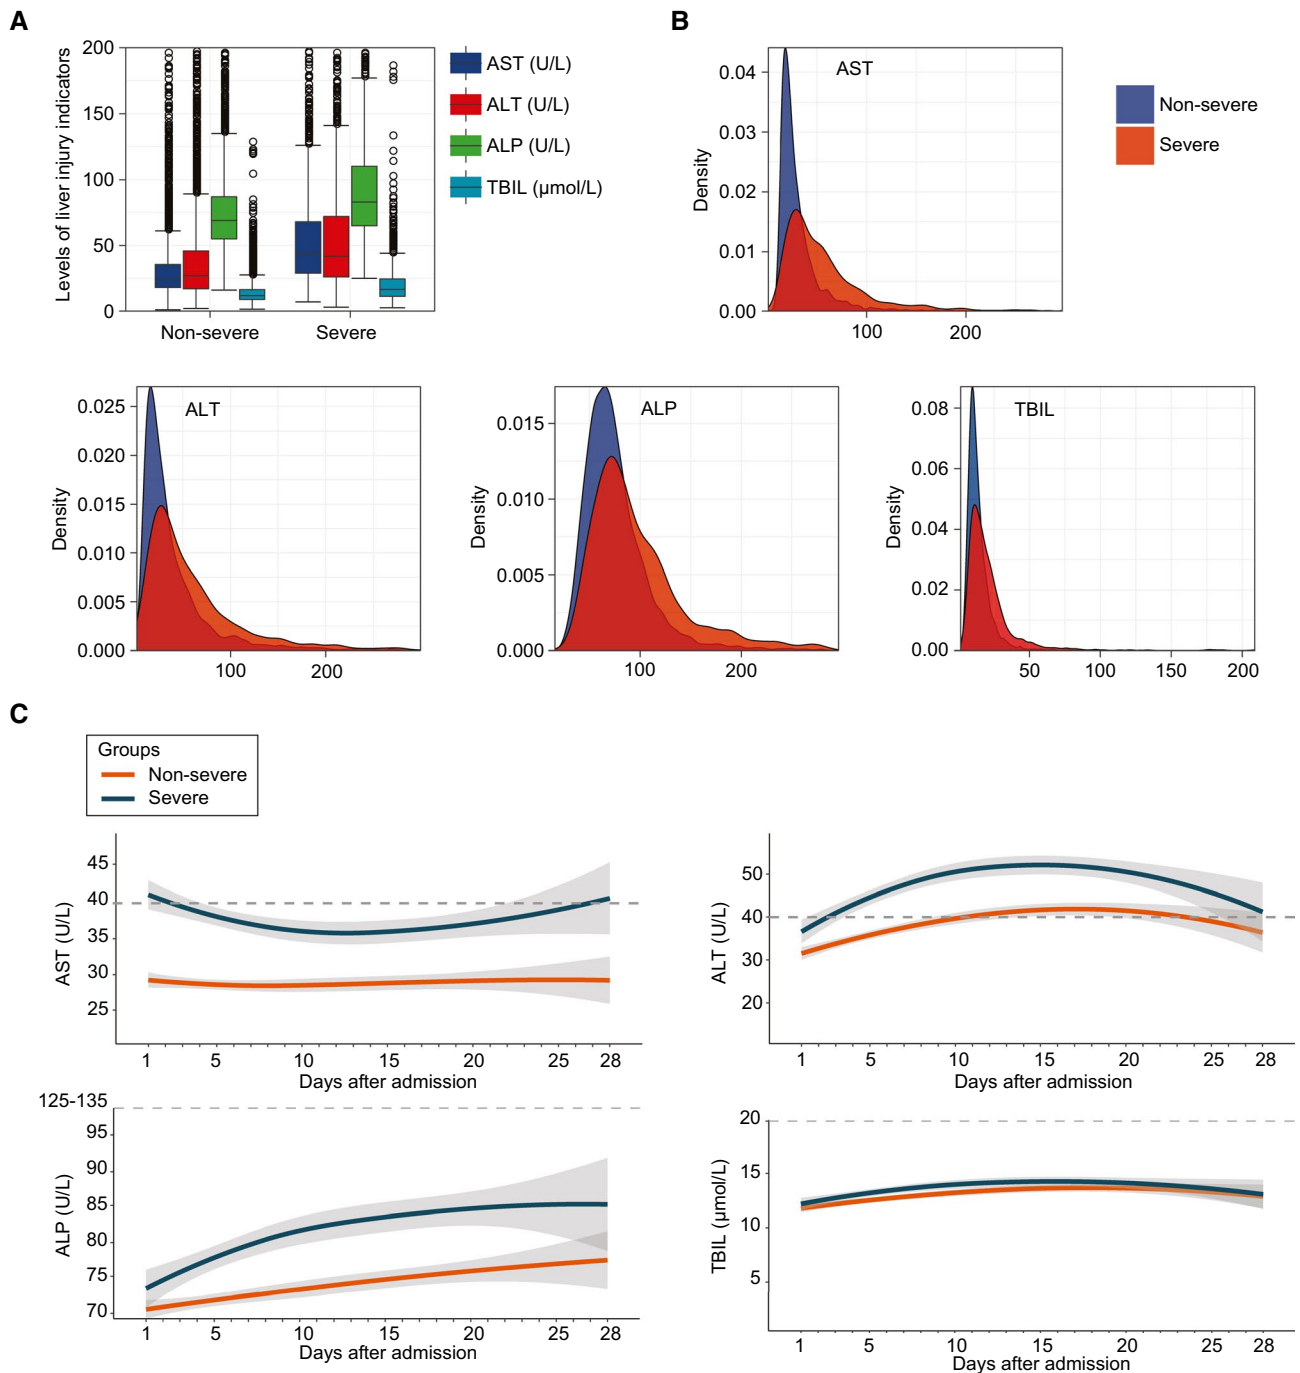 A
Levels of liver injury indicators
200
150
100
50
0
Non-severe
Severe
AST (U/L)
ALT (U/L)
ALP (U/L)
TBIL (µmol/L)
B
AST
Density
0.04
0.03
0.02
0.01
0.00
100
200
Non-severe
Severe
ALT
Density
0.025
0.020
0.015
0.010
0.005
0.000
100
200
ALP
Density
0.015
0.010
0.005
0.000
100
200
TBIL
Density
0.08
0.06
0.04
0.02
0.00
50
100
150
200
C
Groups
Non-severe
Severe
AST (U/L)
45
40
35
30
25
1 5 10 15 20 25 28
Days after admission
ALT (U/L)
50
40
30
20
1 5 10 15 20 25 28
Days after admission
ALP (U/L)
125-135
95
90
85
80
75
70
1 5 10 15 20 25 28
Days after admission
TBIL (µmol/L)
20
15
10
5
1 5 10 15 20 25 28
Days after admission